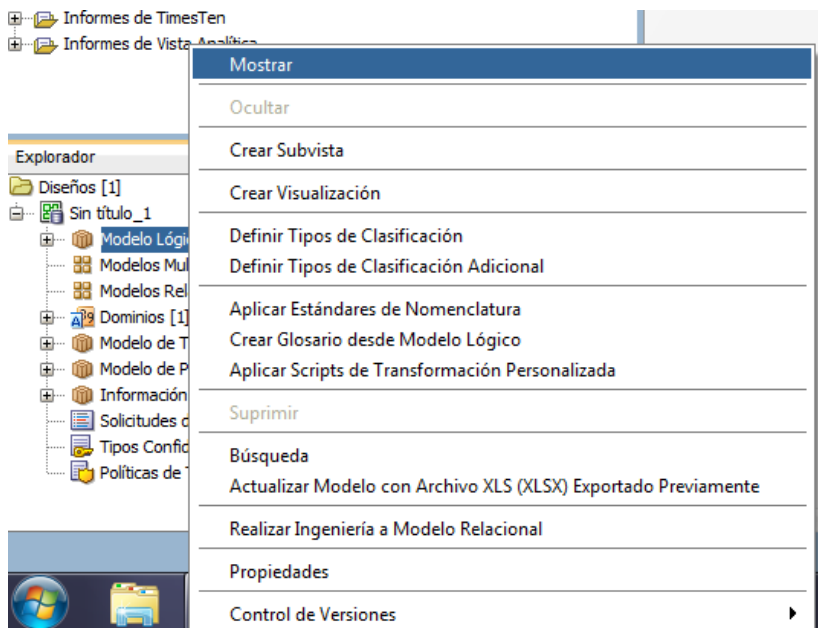 Informes de TimesTen
Informes de Vista Analítica
Mostrar
Ocultar
Crear Subvista
Crear Visualización
Definir Tipos de Clasificación
Definir Tipos de Clasificación Adicional
Aplicar Estándares de Nomenclatura
Crear Glosario desde Modelo Lógico
Aplicar Scripts de Transformación Personalizada
Suprimir
Búsqueda
Actualizar Modelo con Archivo XLS (XLSX) Exportado Previamente
Realizar Ingeniería a Modelo Relacional
Propiedades
Control de Versiones
Explorador
Diseños [1]
Sin título_1
Modelo Lógi
Modelos Mul
Modelos Rel
Dominios [1]
Modelo de T
Modelo de P
Información
Solicitudes d
Tipos Confid
Políticas de T